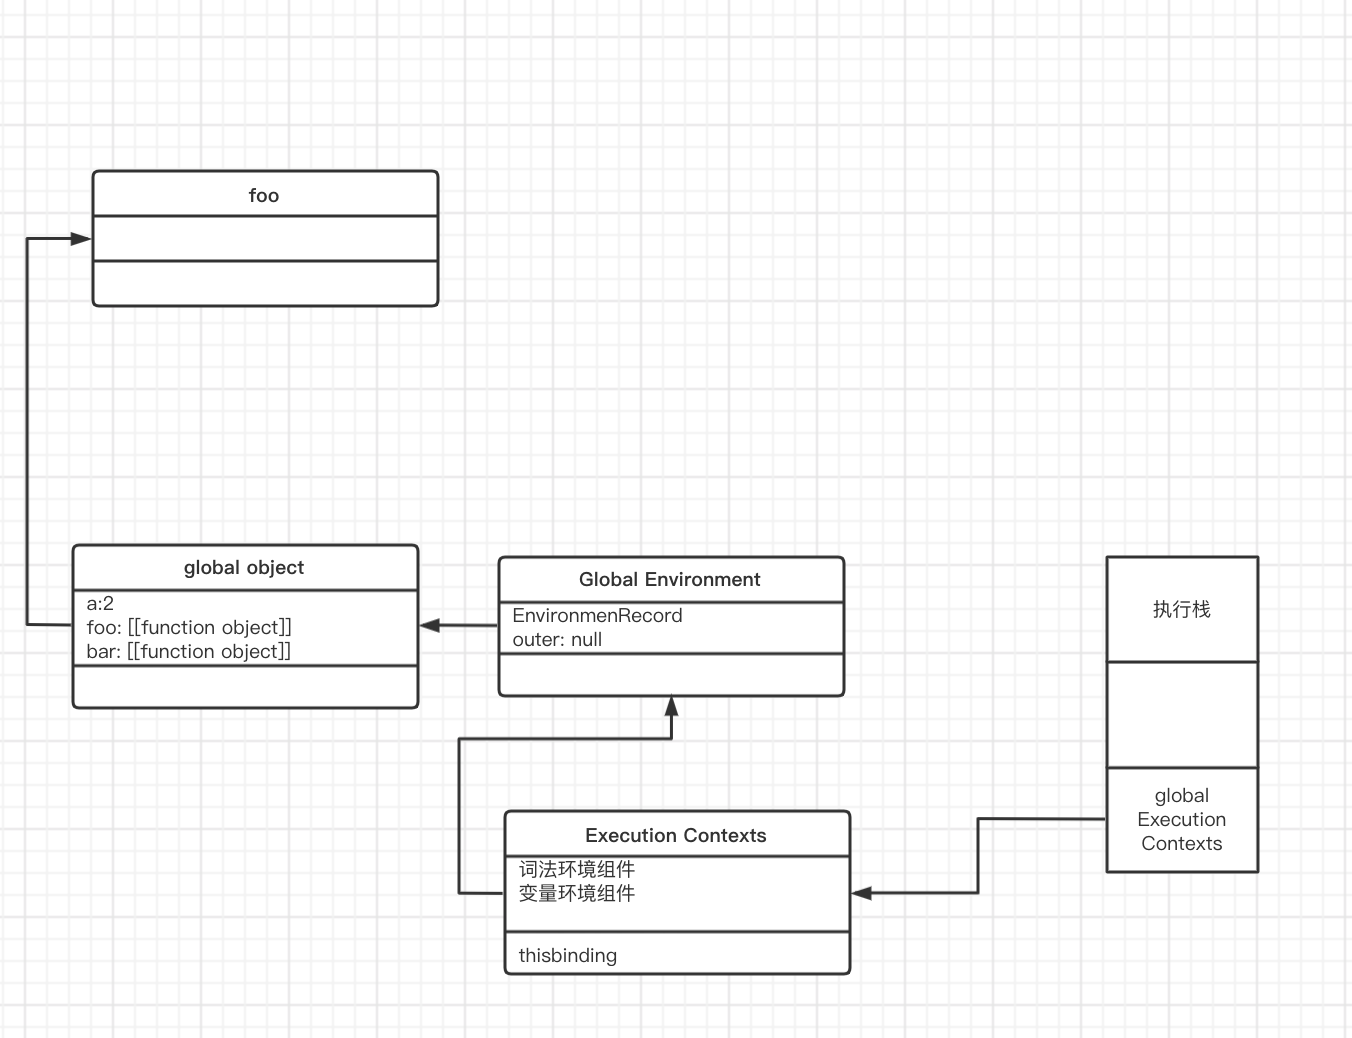 foo
global object
a:2
foo: [[function object]]
bar: [[function object]]
Global Environment
EnvironmenRecord
outer: null
执行栈
global
Execution
Contexts
Execution Contexts
词法环境组件
变量环境组件
thisbinding